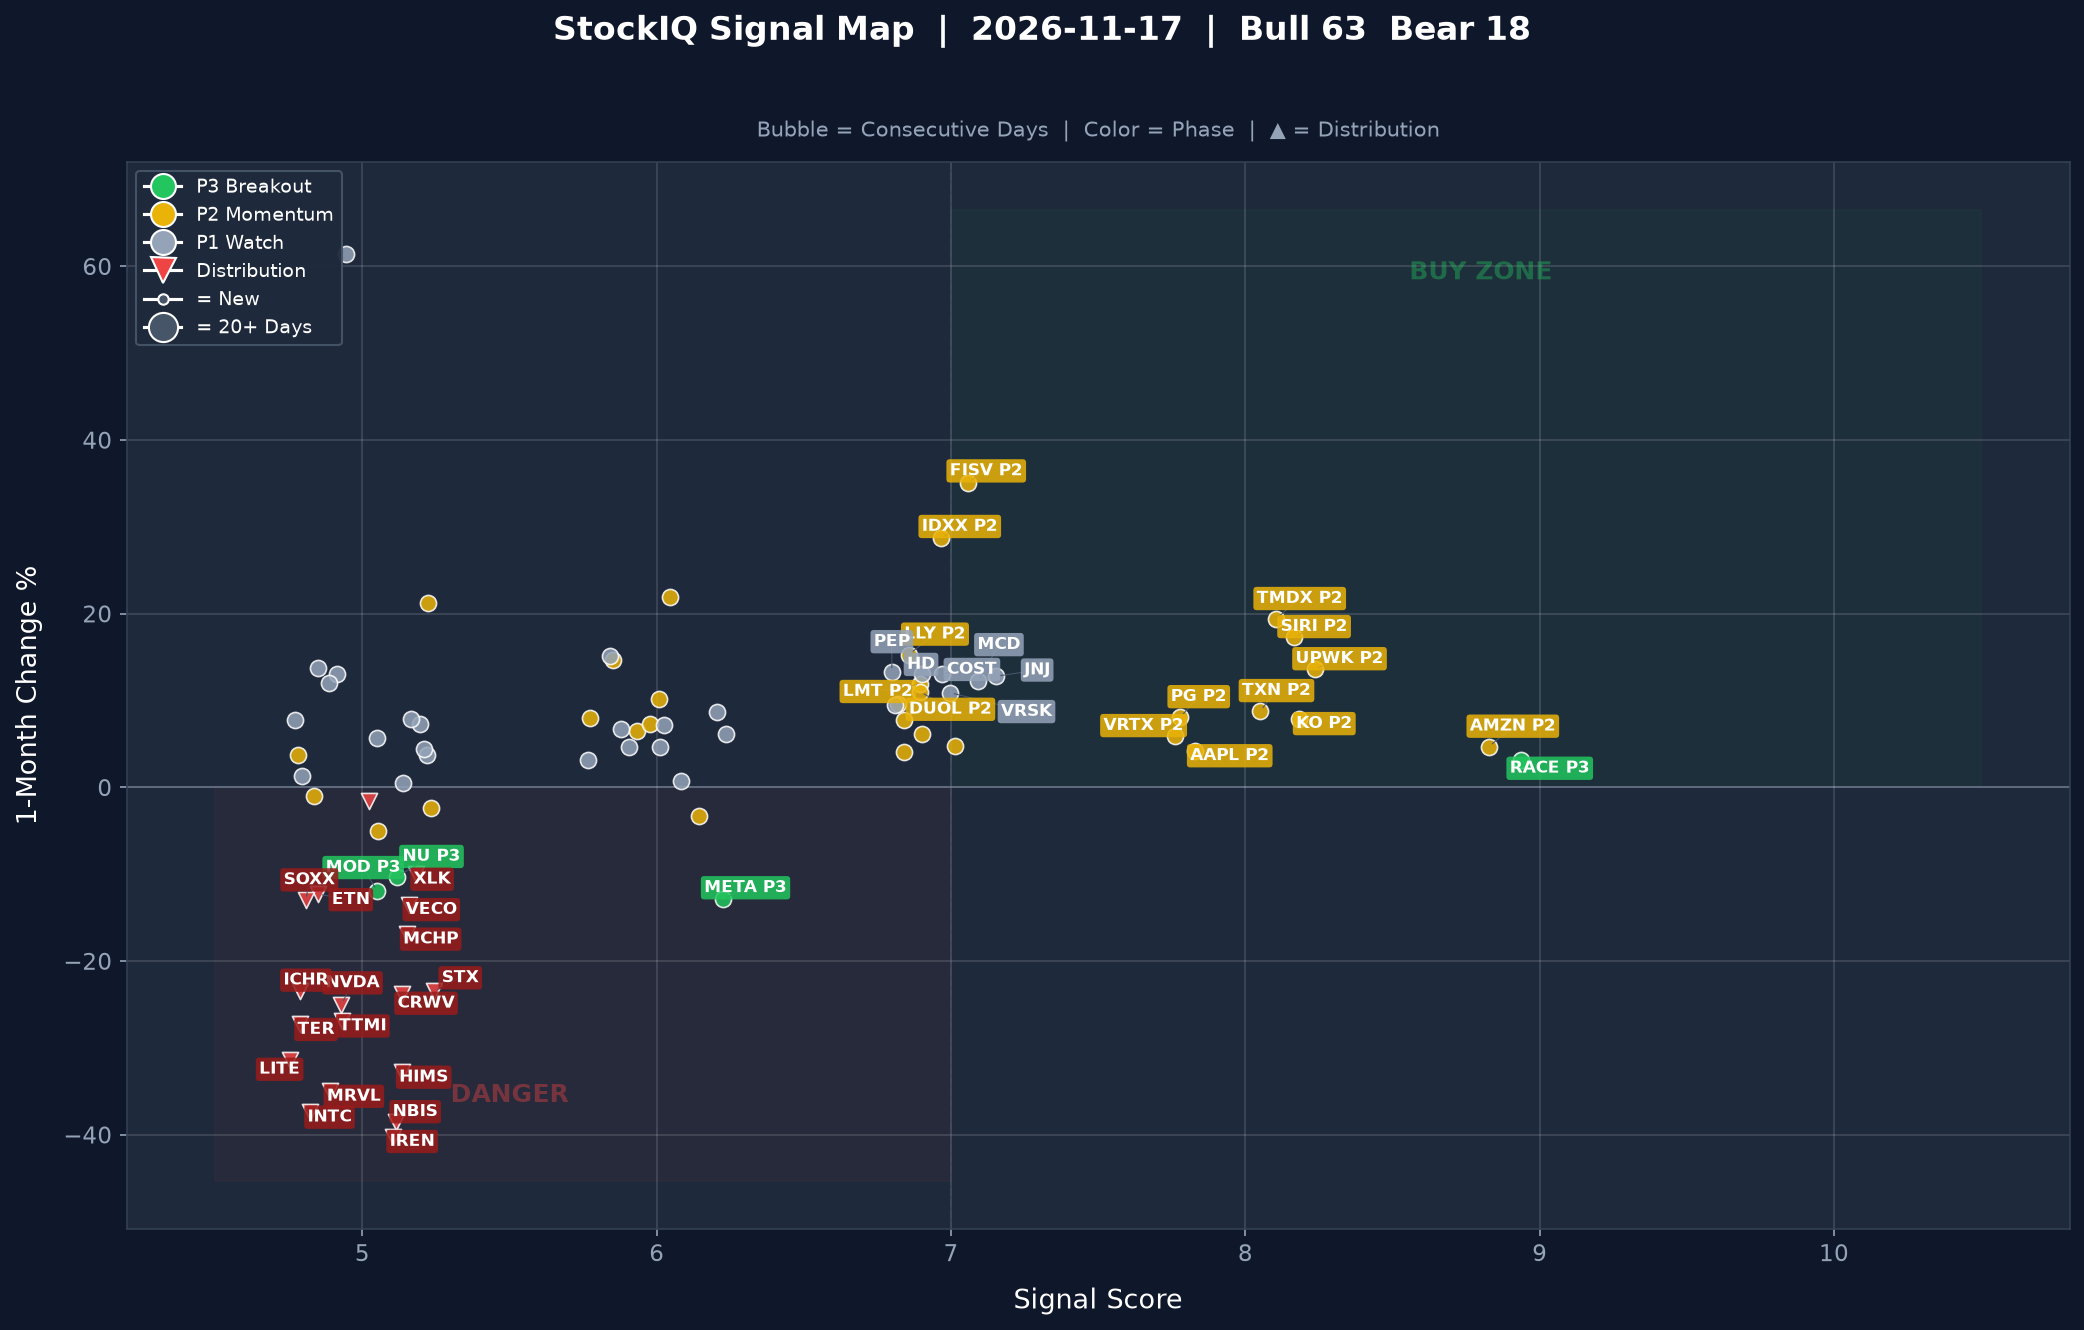 StockIQ Signal Map | 2026-11-17 | Bull 63 Bear 18
Bubble = Consecutive Days | Color = Phase | ▲ = Distribution
P3 Breakout
P2 Momentum
P1 Watch
Distribution
= New
= 20+ Days
BUY ZONE
FISV P2
IDXX P2
TMDX P2
SIRI P2
LLY P2
PEP
MCD
UPWK P2
HD
COST
JNJ
LMT P2
TXN P2
PG P2
DUOL P2
VRSK
KO P2
VRTX P2
AMZN P2
AAPL P2
RACE P3
NU P3
MOD P3
SOXX
XLK
META P3
ETN
VECO
MCHP
ICHR
NVDA
STX
CRWV
TER
TTMI
LITE
HIMS
MRVL
DANGER
INTC
NBIS
IREN
60
40
20
0
−20
−40
1-Month Change %
5
6
7
8
9
10
Signal Score